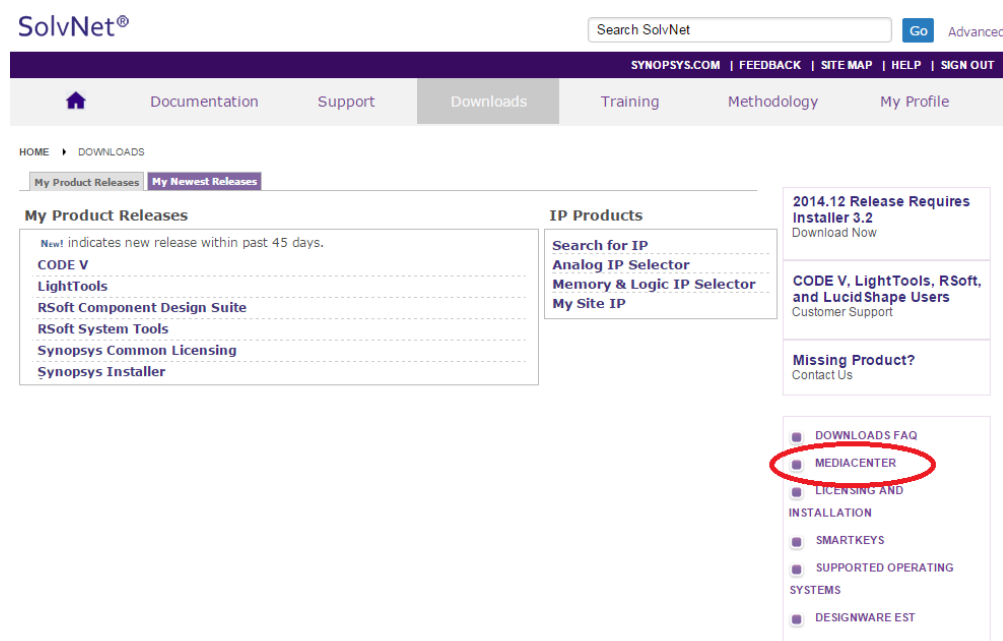 SolvNet®
Search SolvNet
Go
Advanced
SYNOPSYS.COM | FEEDBACK | SITE MAP | HELP | SIGN OUT
Documentation Support Downloads Training Methodology My Profile
HOME DOWNLOADS
My Product Releases My Newest Releases
My Product Releases
New! indicates new release within past 45 days.
CODE V
LightTools
RSoft Component Design Suite
RSoft System Tools
Synopsys Common Licensing
Synopsys Installer
IP Products
Search for IP
Analog IP Selector
Memory & Logic IP Selector
My Site IP
2014.12 Release Requires
Installer 3.2
Download Now
CODE V, LightTools, RSoft,
and LucidShape Users
Customer Support
Missing Product?
Contact Us
DOWNLOADS FAQ
MEDIACENTER
LICENSING AND
INSTALLATION
SMARTKEYS
SUPPORTED OPERATING
SYSTEMS
DESIGNWARE EST